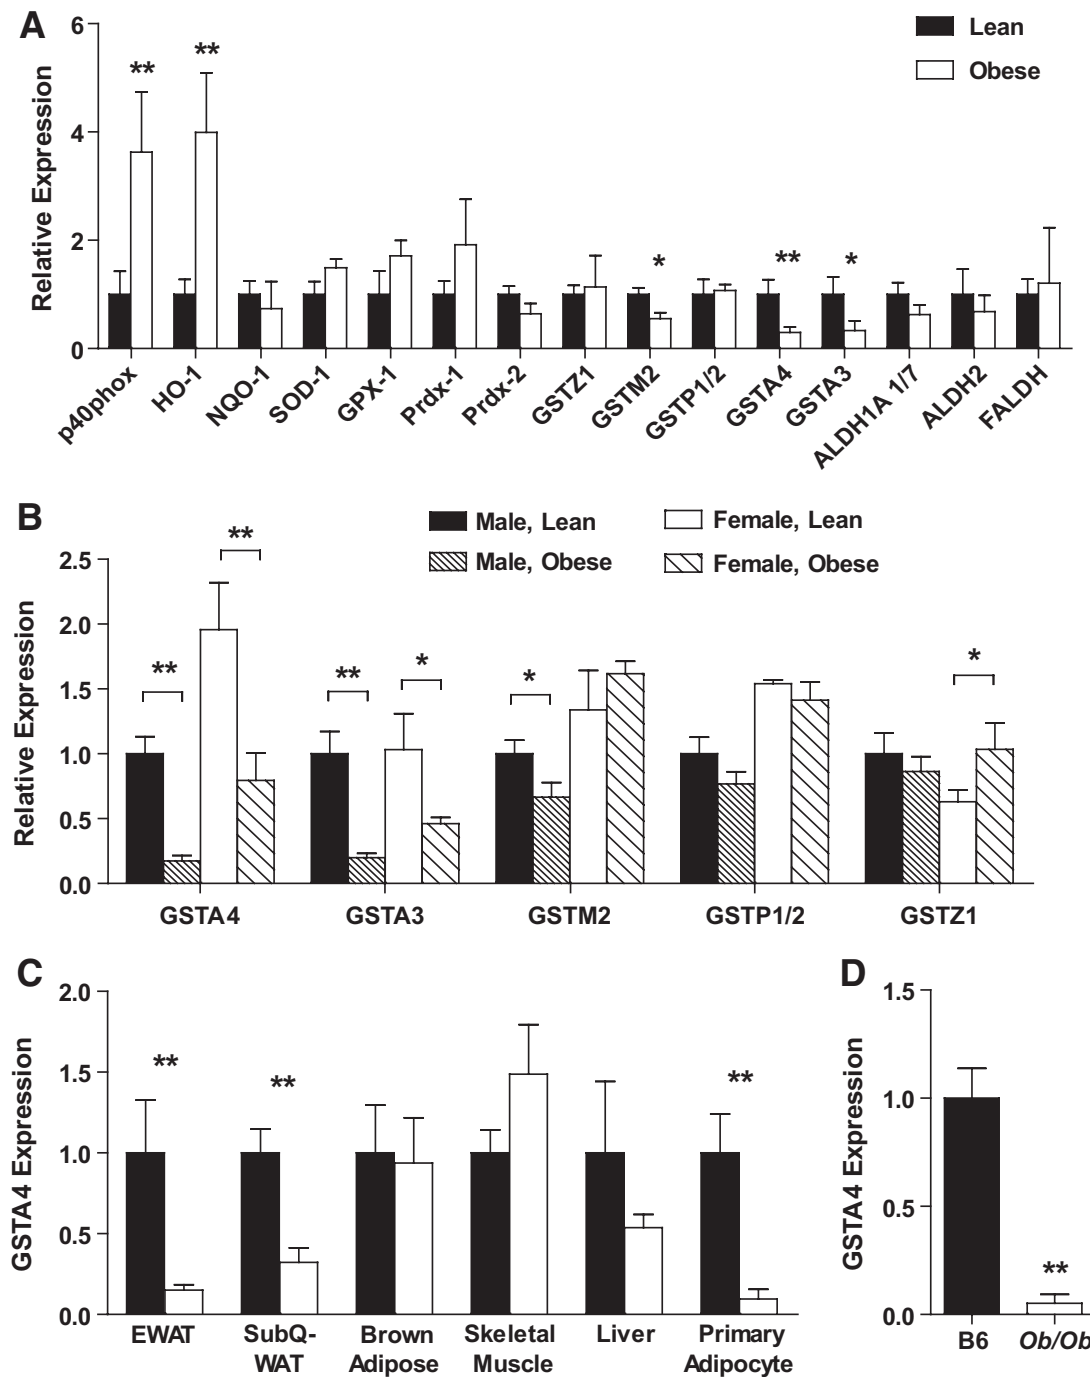 A
6
4
2
0
Relative Expression
Lean
Obese
**
**
*
**
*
p40phox
HO-1
NQO-1
SOD-1
GPX-1
Prdx-1
Prdx-2
GSTZ1
GSTM2
GSTP1/2
GSTA4
GSTA3
ALDH1A 1/7
ALDH2
FALDH
B
Male, Lean
Female, Lean
Male, Obese
Female, Obese
2.5
2.0
1.5
1.0
0.5
0.0
Relative Expression
**
**
**
*
*
*
GSTA4
GSTA3
GSTM2
GSTP1/2
GSTZ1
C
2.0
1.5
1.0
0.5
0.0
GSTA4 Expression
**
**
**
EWAT
SubQ-
WAT
Brown
Adipose
Skeletal
Muscle
Liver
Primary
Adipocyte
D
1.5
1.0
0.5
0.0
GSTA4 Expression
**
B6
Ob/Ob